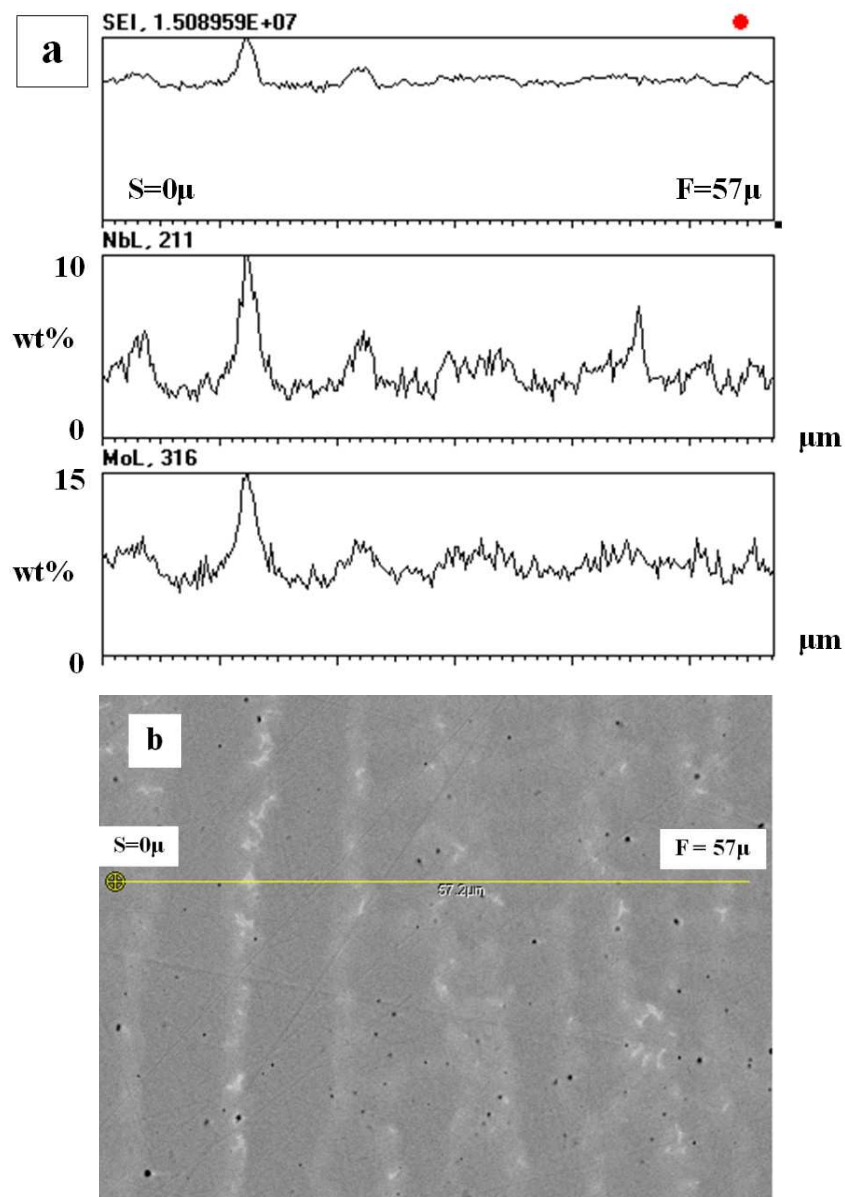 SEI, 1.508959E+07
a
S=0μ F=57μ
NbL, 211
10
wt%
0
μm
MoL, 316
15
wt%
0
μm
b
S=0μ
F = 57μ
57.2μm